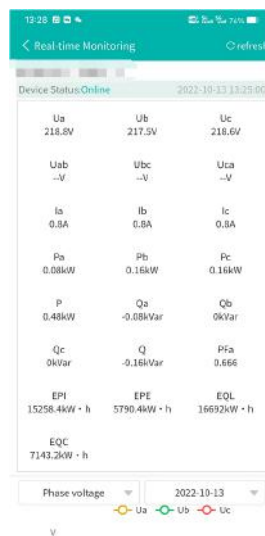 13:28 76%
Real-time Monitoring refresh
Device Status:Online 2022-10-13 13:25:00
Ua Ub Uc
218.8V 217.5V 218.6V
Uab Ubc Uca
--V --V --V
Ia Ib Ic
0.8A 0.8A 0.8A
Pa Pb Pc
0.08kW 0.16kW 0.16kW
P Qa Qb
0.48kW -0.08kVar 0kVar
Qc Q PFa
0kVar -0.16kVar 0.666
EPI EPE EQL
15258.4kW·h 5790.4kW·h 16692kW·h
EQC
7143.2kW·h
Phase voltage 2022-10-13
Ua Ub Uc
V